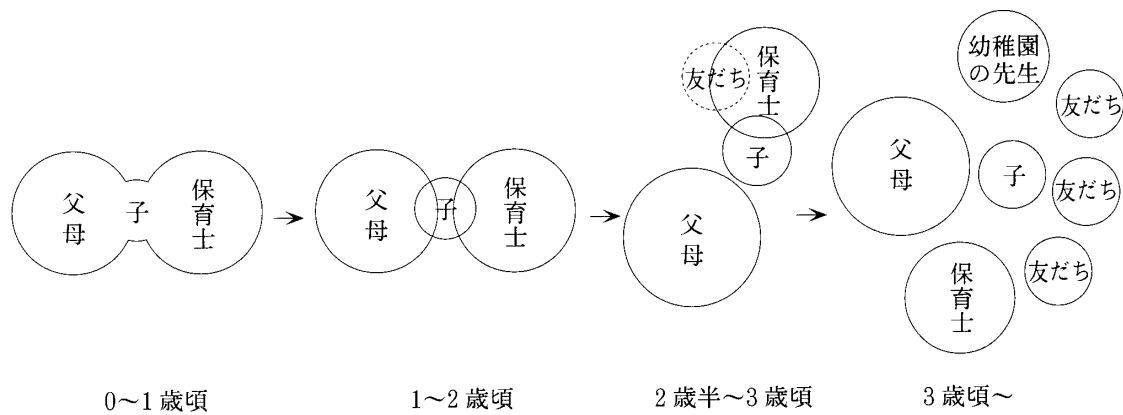 父母
子
保育士
0〜1歳頃
父母
子
保育士
1〜2歳頃
友だち
保育士
子
父母
2歳半〜3歳頃
幼稚園
の先生
友だち
父母
子
友だち
保育士
友だち
3歳頃〜